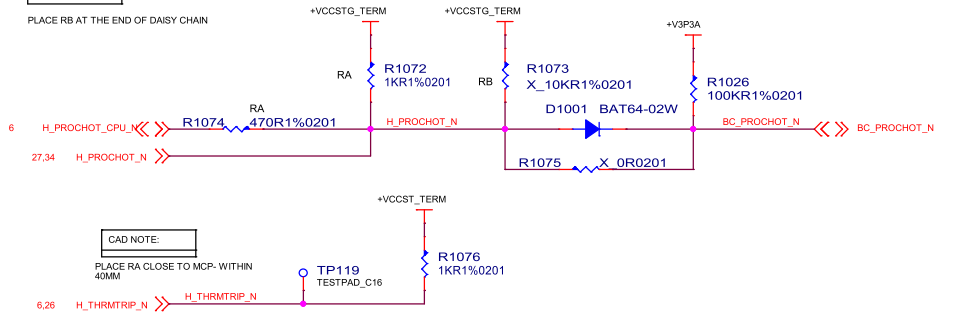 PLACE RB AT THE END OF DAISY CHAIN
+VCCSTG_TERM
+VCCSTG_TERM
+V3P3A
RA
R1072
1KR1%0201
RB
R1073
X_10KR1%0201
R1026
100KR1%0201
D1001 BAT64-02W
6 H_PROCHOT_CPU_N
R1074
RA
470R1%0201
H_PROCHOT_N
BC_PROCHOT_N
BC_PROCHOT_N
27,34 H_PROCHOT_N
R1075 X_0R0201
+VCCST_TERM
CAD NOTE:
PLACE RA CLOSE TO MCP- WITHIN
40MM
R1076
1KR1%0201
TP119
TESTPAD_C16
6,26 H_THRMTRIP_N
H_THRMTRIP_N